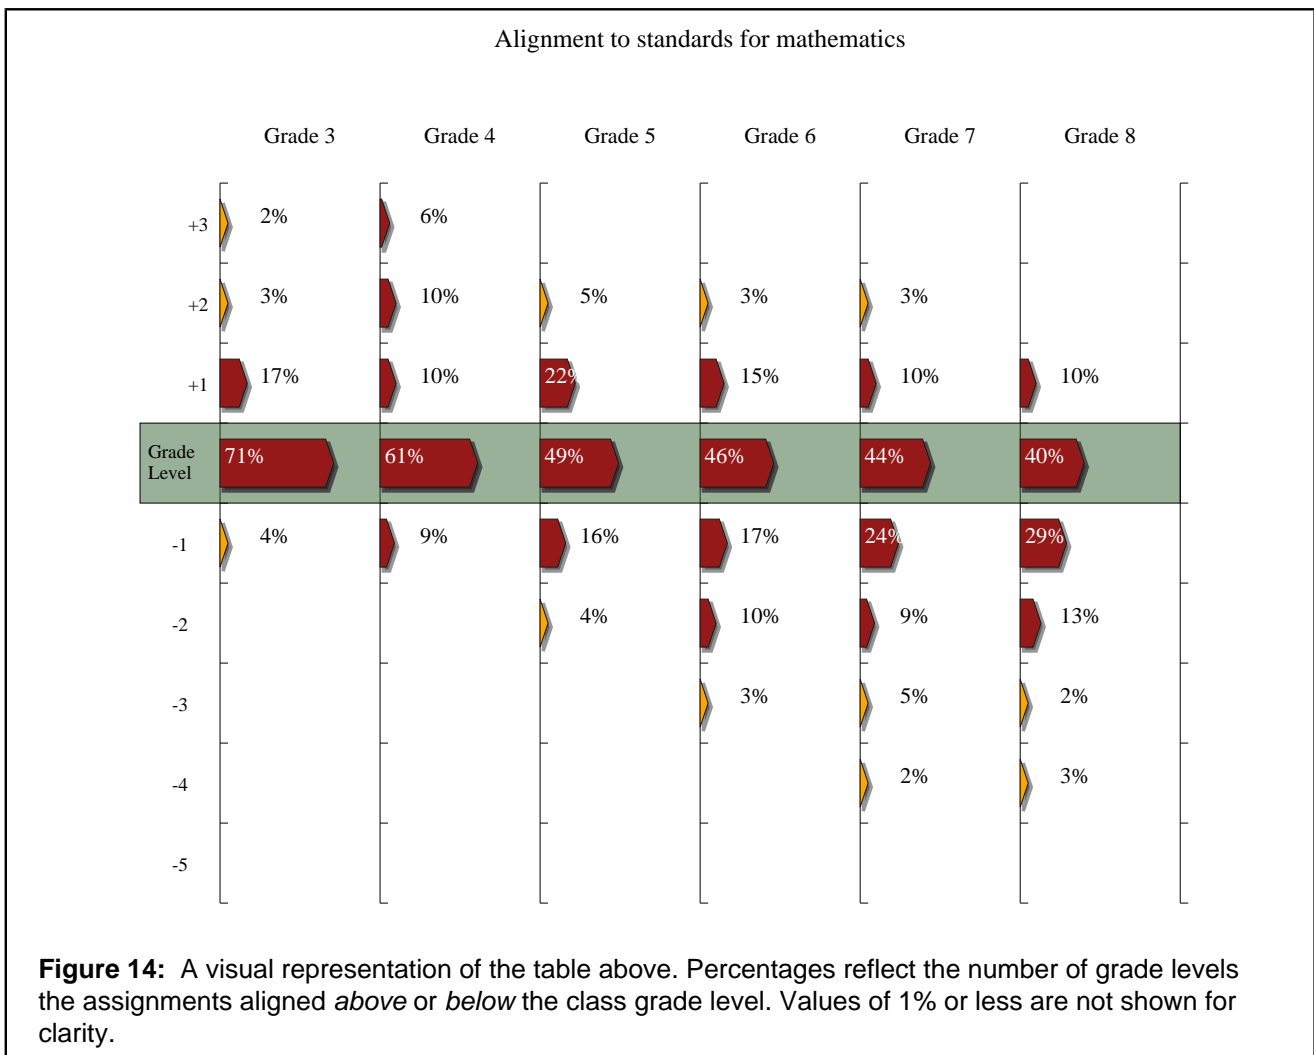 Alignment to standards for mathematics
Grade 3 Grade 4 Grade 5 Grade 6 Grade 7 Grade 8
+3 2% 6%
+2 3% 10% 5% 3% 3%
+1 17% 10% 22% 15% 10% 10%
Grade
Level 71% 61% 49% 46% 44% 40%
-1 4% 9% 16% 17% 24% 29%
-2 4% 10% 9% 13%
-3 3% 5% 2%
-4 2% 3%
-5
Figure 14: A visual representation of the table above. Percentages reflect the number of grade levels
the assignments aligned above or below the class grade level. Values of 1% or less are not shown for
clarity.